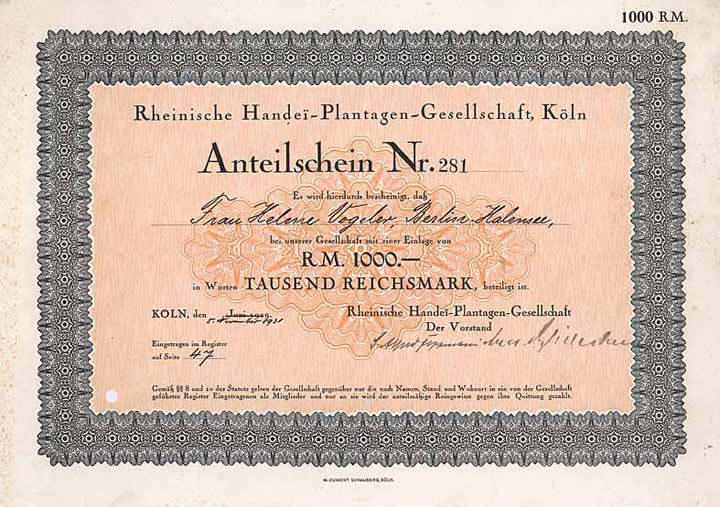 1000 R.M.
Rheinische Handeï-Plantagen-Gesellschaft, Köln
Anteilschein Nr. 281
Es wird hierdurch bescheinigt, daß
Frau Helene Vogeler, Berlin-Halensee,
bei unserer Gesellschaft mit einer Einlage von
R.M. 1000.—
in Worten TAUSEND REICHSMARK, beteiligt ist.
KÖLN, den Juni 1929
5. November 1931
Rheinische Handeï-Plantagen-Gesellschaft
Der Vorstand
Eingetragen im Register
auf Seite 47
Gemäß §§ 8 und 10 des Statuts gelten der Gesellschaft gegenüber nur die nach Namen, Stand und Wohnort in ein von der Gesellschaft
geführtes Register Eingetragenen als Mitglieder und nur an sie wird der anteilmäßige Reingewinn gegen ihre Quittung gezahlt.
M. DUMONT SCHAUBERG, KÖLN.